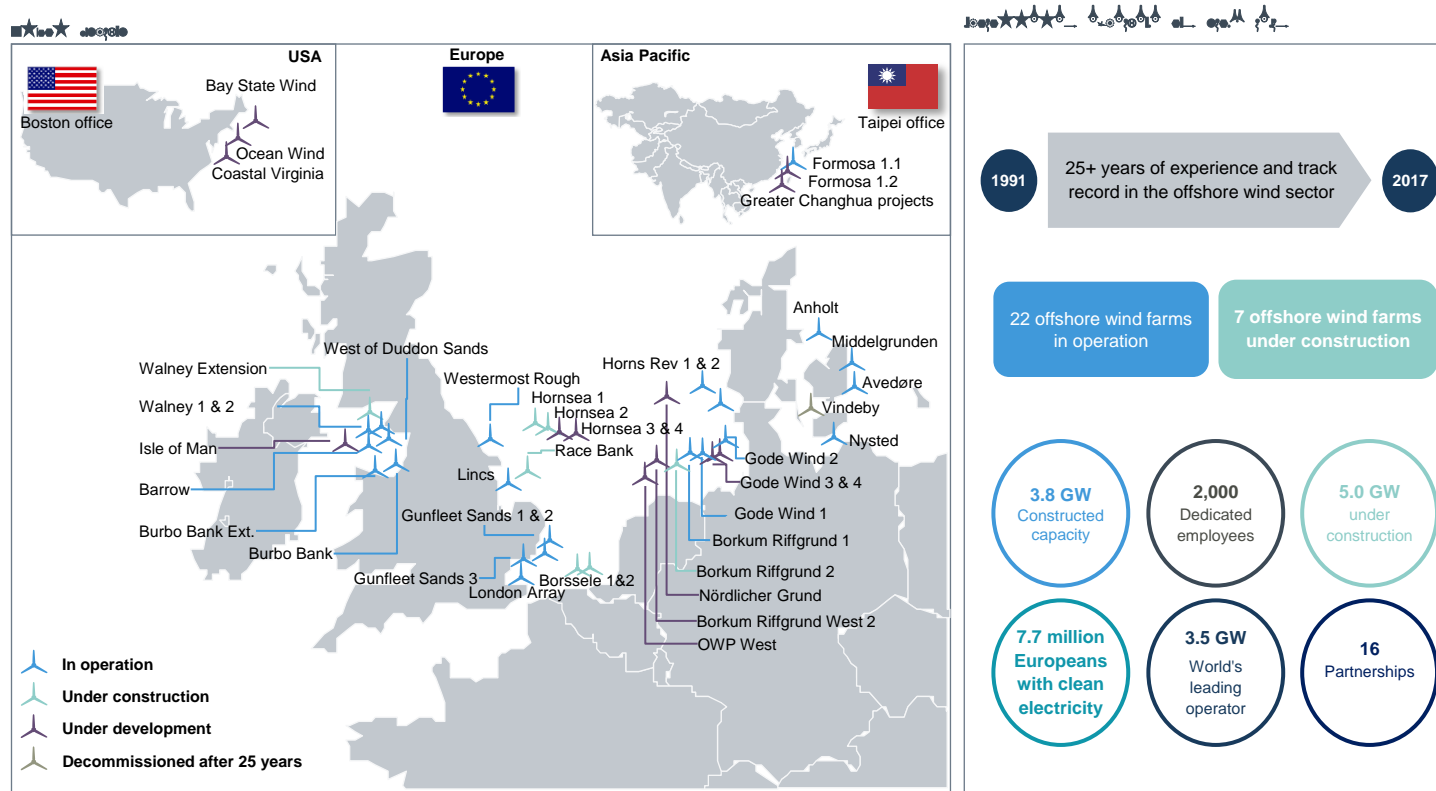 USA
Boston office
Bay State Wind
Ocean Wind
Coastal Virginia
Europe
Asia Pacific
Taipei office
Formosa 1.1
Formosa 1.2
Greater Changhua projects
West of Duddon Sands
Walney Extension
Walney 1 & 2
Isle of Man
Barrow
Burbo Bank Ext.
Burbo Bank
Westermost Rough
Hornsea 1
Hornsea 2
Hornsea 3 & 4
Race Bank
Lincs
Gunfleet Sands 1 & 2
Gunfleet Sands 3
London Array
Borssele 1&2
Horns Rev 1 & 2
Anholt
Middelgrunden
Avedøre
Vindeby
Nysted
Gode Wind 2
Gode Wind 3 & 4
Gode Wind 1
Borkum Riffgrund 1
Borkum Riffgrund 2
Nördlicher Grund
Borkum Riffgrund West 2
OWP West
In operation
Under construction
Under development
Decommissioned after 25 years
1991
25+ years of experience and track
record in the offshore wind sector
2017
22 offshore wind farms
in operation
7 offshore wind farms
under construction
3.8 GW
Constructed
capacity
2,000
Dedicated
employees
5.0 GW
under
construction
7.7 million
Europeans
with clean
electricity
3.5 GW
World's
leading
operator
16
Partnerships